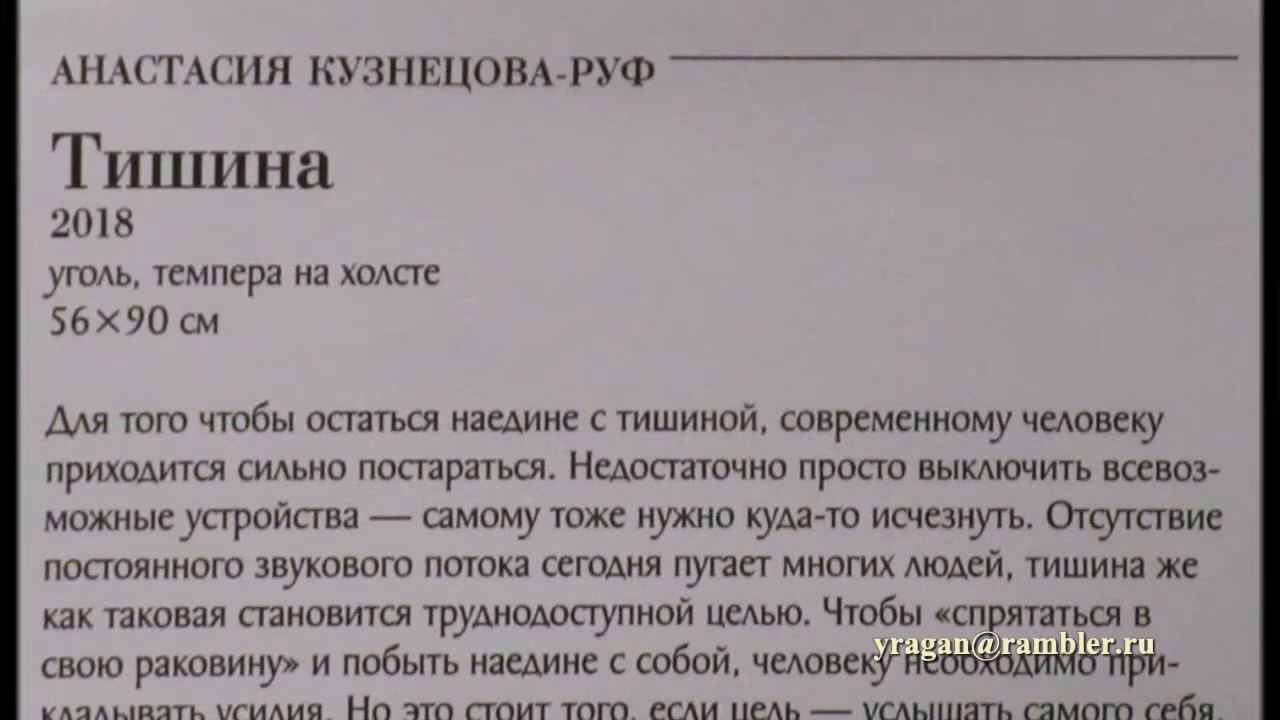 АНАСТАСИЯ КУЗНЕЦОВА-РУФ
Тишина
2018
уголь, темпера на холсте
56×90 см
Для того чтобы остаться наедине с тишиной, современному человеку
приходится сильно постараться. Недостаточно просто выключить всевоз-
можные устройства — самому тоже нужно куда-то исчезнуть. Отсутствие
постоянного звукового потока сегодня пугает многих людей, тишина же
как таковая становится труднодоступной целью. Чтобы «спрятаться в
свою раковину» и побыть наедине с собой, человеку необходимо при-
yragan@rambler.ru
кладывать усилия. Но это стоит того, если цель — услышать самого себя.